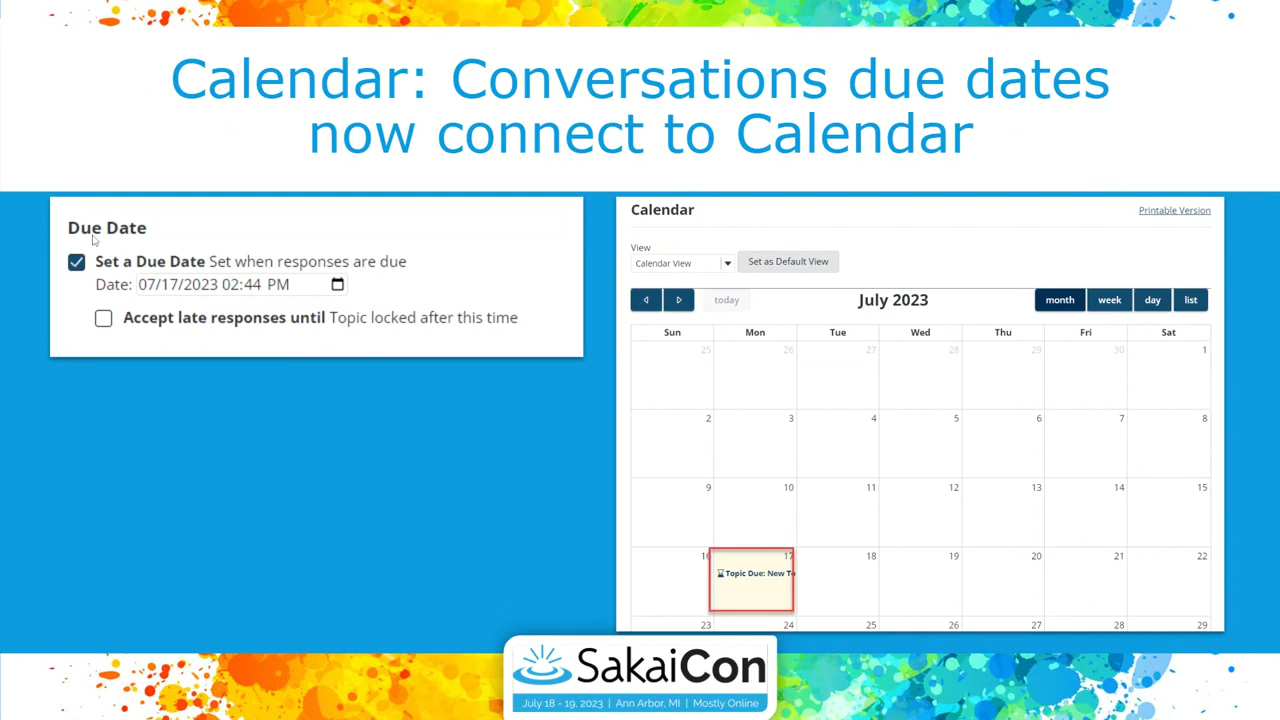 Calendar: Conversations due dates
now connect to Calendar
Due Date
Set a Due Date Set when responses are due
Date: 07/17/2023 02:44 PM
Accept late responses until Topic locked after this time
Calendar
Printable Version
View
Calendar View
Set as Default View
today
July 2023
month week day list
Sun Mon Tue Wed Thu Fri Sat
25 26 27 28 29 30 1
2 3 4 5 6 7 8
9 10 11 12 13 14 15
16 17 18 19 20 21 22
Topic Due: New To
23 24 25 26 27 28 29
SakaiCon
July 18 - 19, 2023 | Ann Arbor, MI | Mostly Online